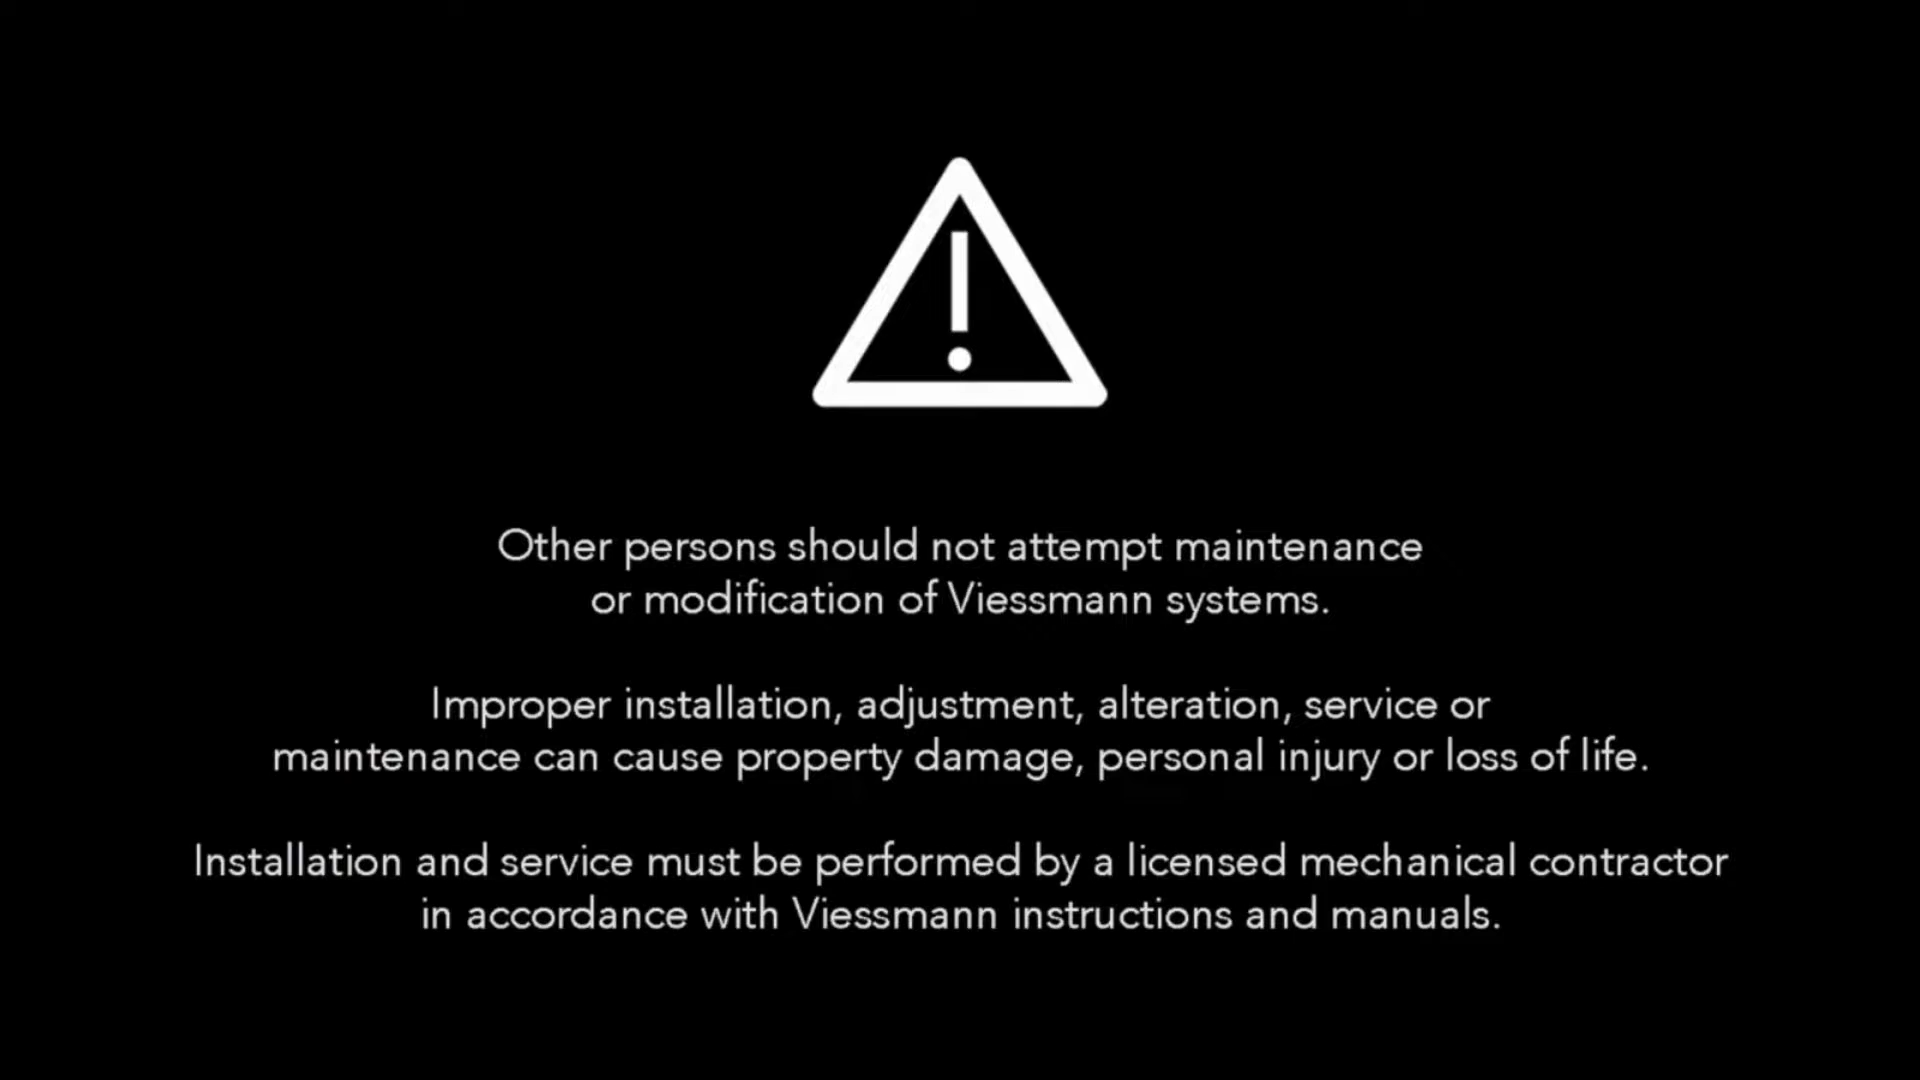 Other persons should not attempt maintenance
or modification of Viessmann systems.
Improper installation, adjustment, alteration, service or
maintenance can cause property damage, personal injury or loss of life.
Installation and service must be performed by a licensed mechanical contractor
in accordance with Viessmann instructions and manuals.